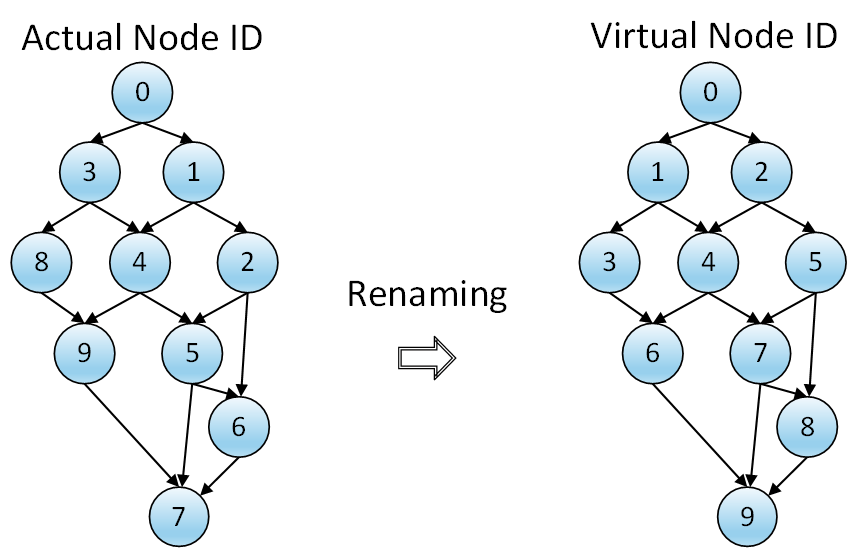 Actual Node ID
Virtual Node ID
0
0
3 1
1 2
8 4 2
3 4 5
Renaming
9 5
6 7
6
8
7
9